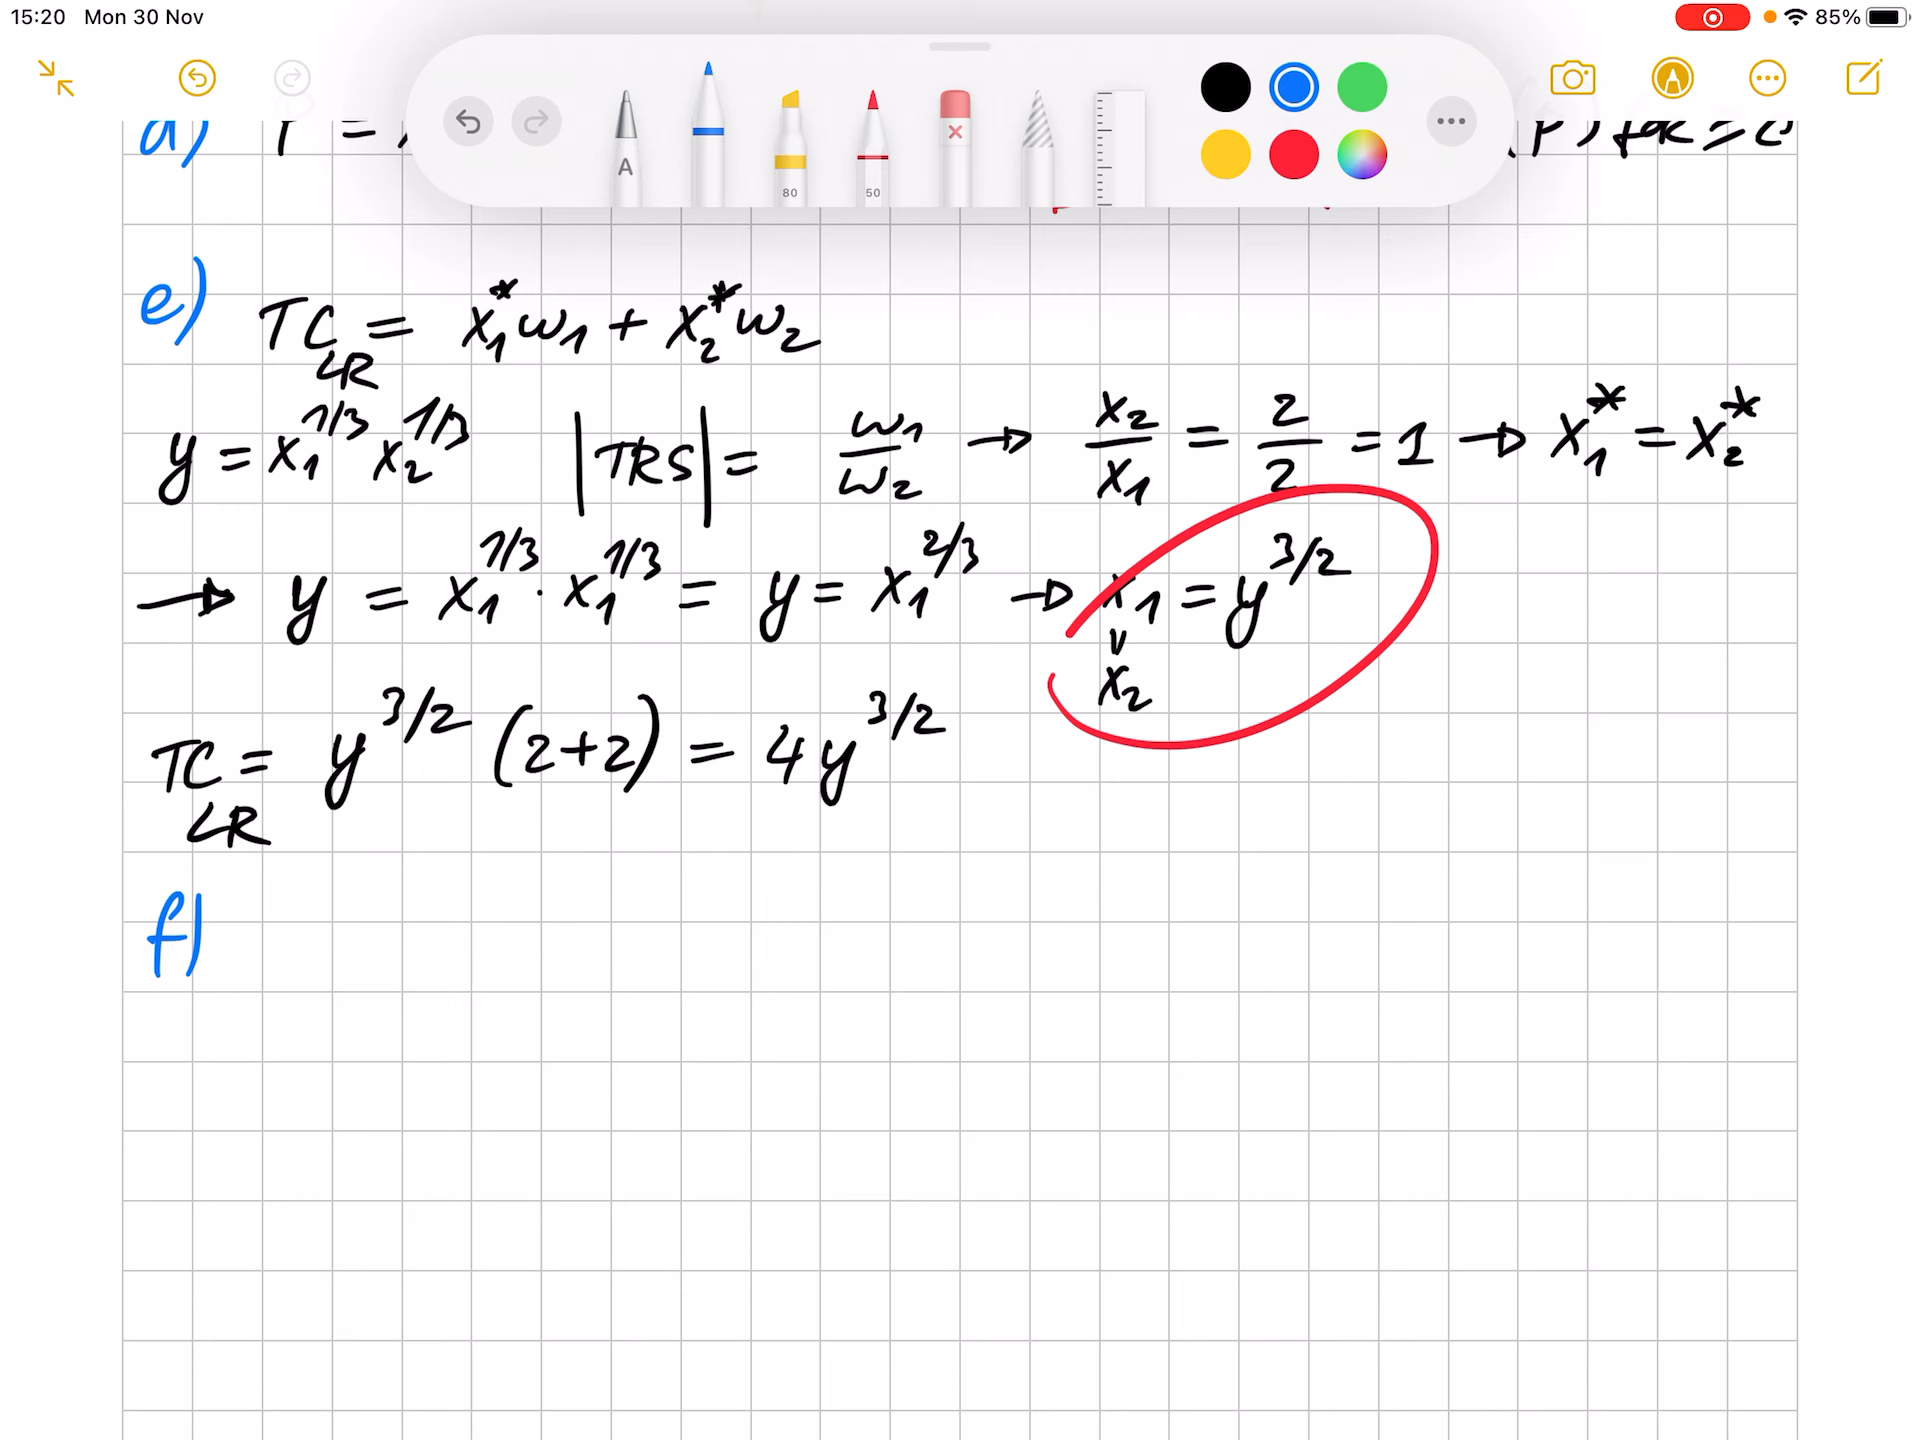 15:20 Mon 30 Nov 85%
A 80 50
a)
e) TC_LR = x₁* w₁ + x₂* w₂
y = x₁^1/3 x₂^1/3 |TRS| = w₁/w₂ → x₂/x₁ = 2/2 = 1 → x₁* = x₂*
→ y = x₁^1/3 · x₁^1/3 = y = x₁^2/3 → x₁ = y^3/2
x₂
TC_LR = y^3/2 (2+2) = 4y^3/2
f)